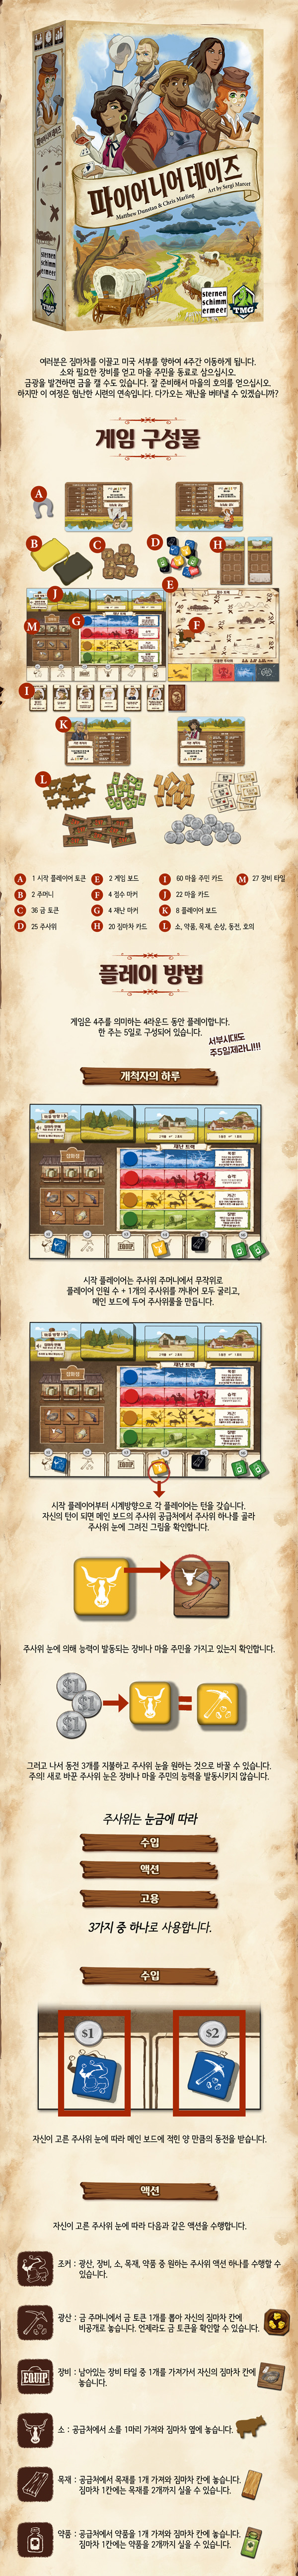 파이어니어 데이즈
Matthew Dunstan & Chris Marling
Art by Sergi Marcet
sternen
schimm
ermeer
TMG
여러분은 짐마차를 이끌고 미국 서부를 향하여 4주간 이동하게 됩니다.
소와 필요한 장비를 얻고 마을 주민을 동료로 삼으십시오.
금광을 발견하면 금을 캘 수도 있습니다. 잘 준비해서 마을의 호의를 얻으십시오.
하지만 이 여정은 험난한 시련의 연속입니다. 다가오는 재난을 버텨낼 수 있겠습니까?
게임 구성물
A
B
C
D
H
E
J
M
G
F
I
K
L
A 1 시작 플레이어 토큰
E 2 게임 보드
I 60 마을 주민 카드
M 27 장비 타일
B 2 주머니
F 4 점수 마커
J 22 마을 카드
C 36 금 토큰
G 4 재난 마커
K 8 플레이어 보드
D 25 주사위
H 20 짐마차 카드
L 소, 약품, 목재, 손상, 동전, 호의
플레이 방법
게임은 4주를 의미하는 4라운드 동안 플레이합니다.
한 주는 5일로 구성되어 있습니다.
서부시대도
주5일제라니!!!
개척자의 하루
재난 트랙
EQUIP
시작 플레이어는 주사위 주머니에서 무작위로
플레이어 인원 수 + 1개의 주사위를 꺼내어 모두 굴리고,
메인 보드에 두어 주사위풀을 만듭니다.
재난 트랙
EQUIP
시작 플레이어부터 시계방향으로 각 플레이어는 턴을 갖습니다.
자신의 턴이 되면 메인 보드의 주사위 공급처에서 주사위 하나를 골라
주사위 눈에 그려진 그림을 확인합니다.
주사위 눈에 의해 능력이 발동되는 장비나 마을 주민을 가지고 있는지 확인합니다.
$1
$1
$1
그러고 나서 동전 3개를 지불하고 주사위 눈을 원하는 것으로 바꿀 수 있습니다.
주의! 새로 바꾼 주사위 눈은 장비나 마을 주민의 능력을 발동시키지 않습니다.
주사위는 눈금에 따라
수입
액션
고용
3가지 중 하나로 사용합니다.
수입
$1
$2
자신이 고른 주사위 눈에 따라 메인 보드에 적힌 양 만큼의 동전을 받습니다.
액션
자신이 고른 주사위 눈에 따라 다음과 같은 액션을 수행합니다.
조커 : 광산, 장비, 소, 목재, 약품 중 원하는 주사위 액션 하나를 수행할 수
있습니다.
광산 : 금 주머니에서 금 토큰 1개를 뽑아 자신의 짐마차 칸에
비공개로 놓습니다. 언제라도 금 토큰을 확인할 수 있습니다.
EQUIP
장비 : 남아있는 장비 타일 중 1개를 가져가서 자신의 짐마차 칸에
놓습니다.
소 : 공급처에서 소를 1마리 가져와 짐마차 옆에 놓습니다.
목재 : 공급처에서 목재를 1개 가져와 짐마차 칸에 놓습니다.
짐마차 1칸에는 목재를 2개까지 실을 수 있습니다.
약품 : 공급처에서 약품을 1개 가져와 짐마차 칸에 놓습니다.
짐마차 1칸에는 약품을 2개까지 실을 수 있습니다.